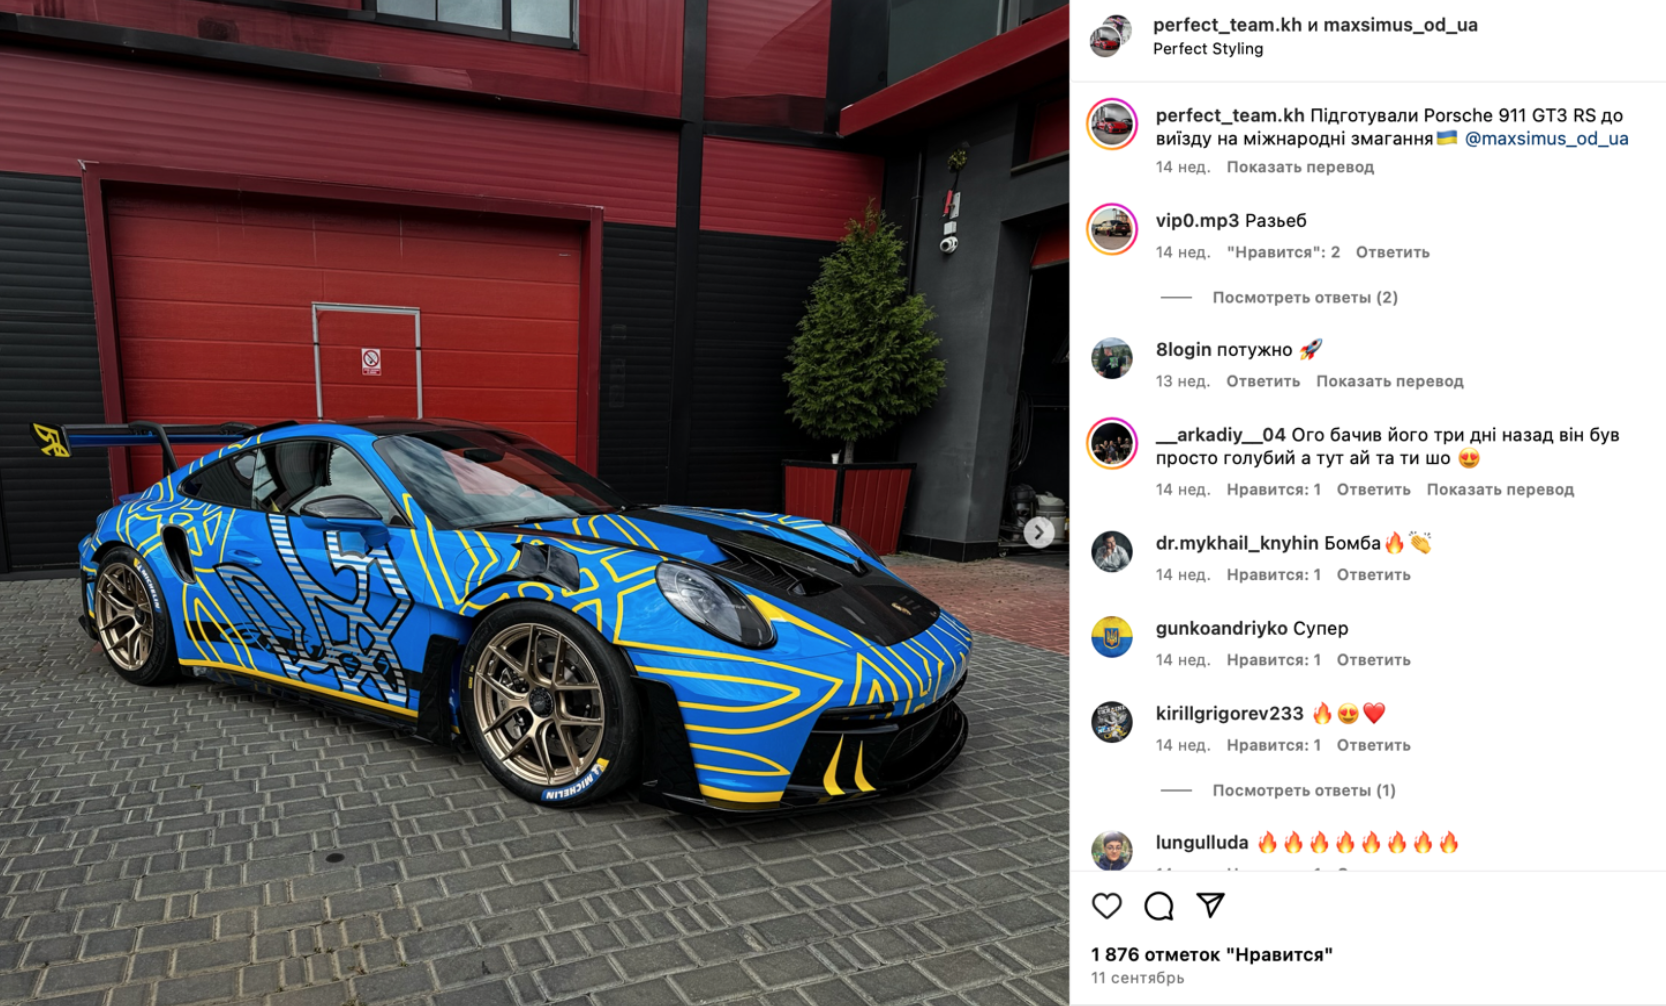 perfect_team.kh и maxsimus_od_ua
Perfect Styling
perfect_team.kh Підготували Porsche 911 GT3 RS до
виїзду на міжнародні змагання🇺🇦 @maxsimus_od_ua
14 нед. Показать перевод
vip0.mp3 Разьеб
14 нед. "Нравится": 2 Ответить
Посмотреть ответы (2)
8login потужно 🚀
13 нед. Ответить Показать перевод
__arkadiy__04 Ого бачив його три дні назад він був
просто голубий а тут ай та ти шо 😍
14 нед. Нравится: 1 Ответить Показать перевод
dr.mykhail_knyhin Бомба🔥👏
14 нед. Нравится: 1 Ответить
gunkoandriyko Супер
14 нед. Нравится: 1 Ответить
kirillgrigorev233 🔥😍❤️
14 нед. Нравится: 1 Ответить
Посмотреть ответы (1)
lungulluda 🔥🔥🔥🔥🔥🔥🔥🔥
1 876 отметок "Нравится"
11 сентябрь
58
MICHELIN
58
MICHELIN